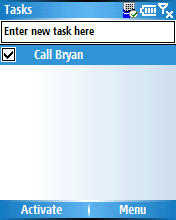 Tasks
Enter new task here
Call Bryan
Activate Menu